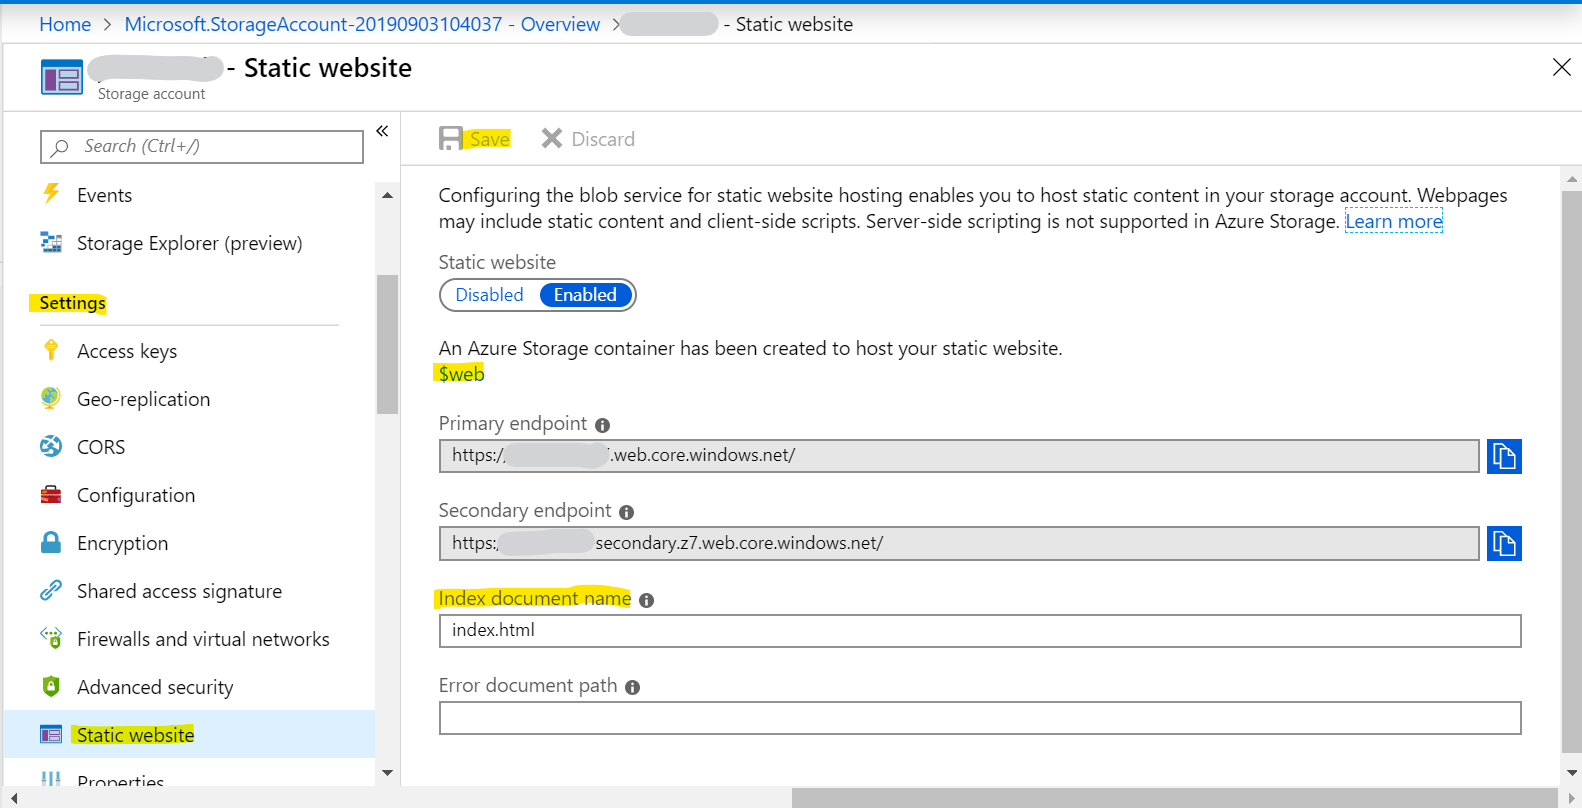 Home > Microsoft.StorageAccount-20190903104037 - Overview > - Static website
- Static website
Storage account
Search (Ctrl+/)
«
Events
Storage Explorer (preview)
Settings
Access keys
Geo-replication
CORS
Configuration
Encryption
Shared access signature
Firewalls and virtual networks
Advanced security
Static website
Properties
Save
Discard
Configuring the blob service for static website hosting enables you to host static content in your storage account. Webpages
may include static content and client-side scripts. Server-side scripting is not supported in Azure Storage. Learn more
Static website
Disabled Enabled
An Azure Storage container has been created to host your static website.
$web
Primary endpoint
https:/ .web.core.windows.net/
Secondary endpoint
https: secondary.z7.web.core.windows.net/
Index document name
index.html
Error document path